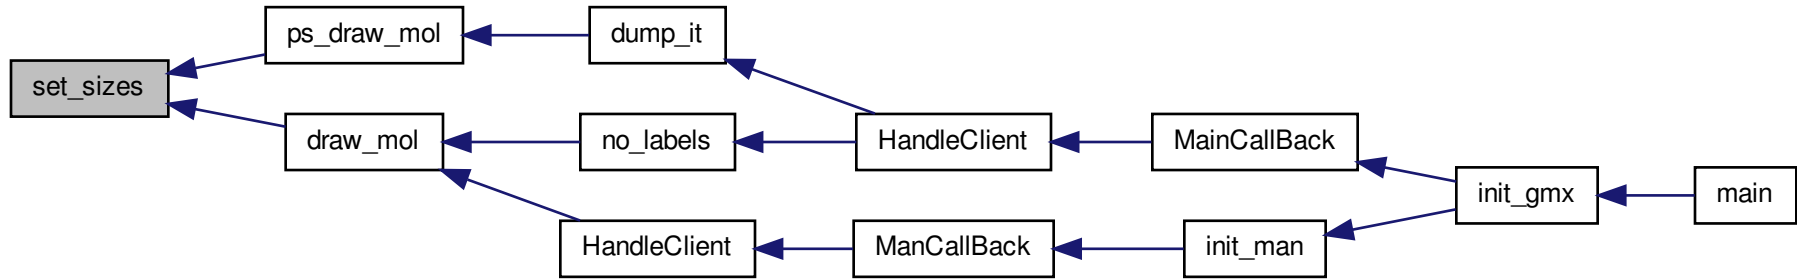 set_sizes
ps_draw_mol
dump_it
draw_mol
no_labels
HandleClient
MainCallBack
HandleClient
ManCallBack
init_man
init_gmx
main